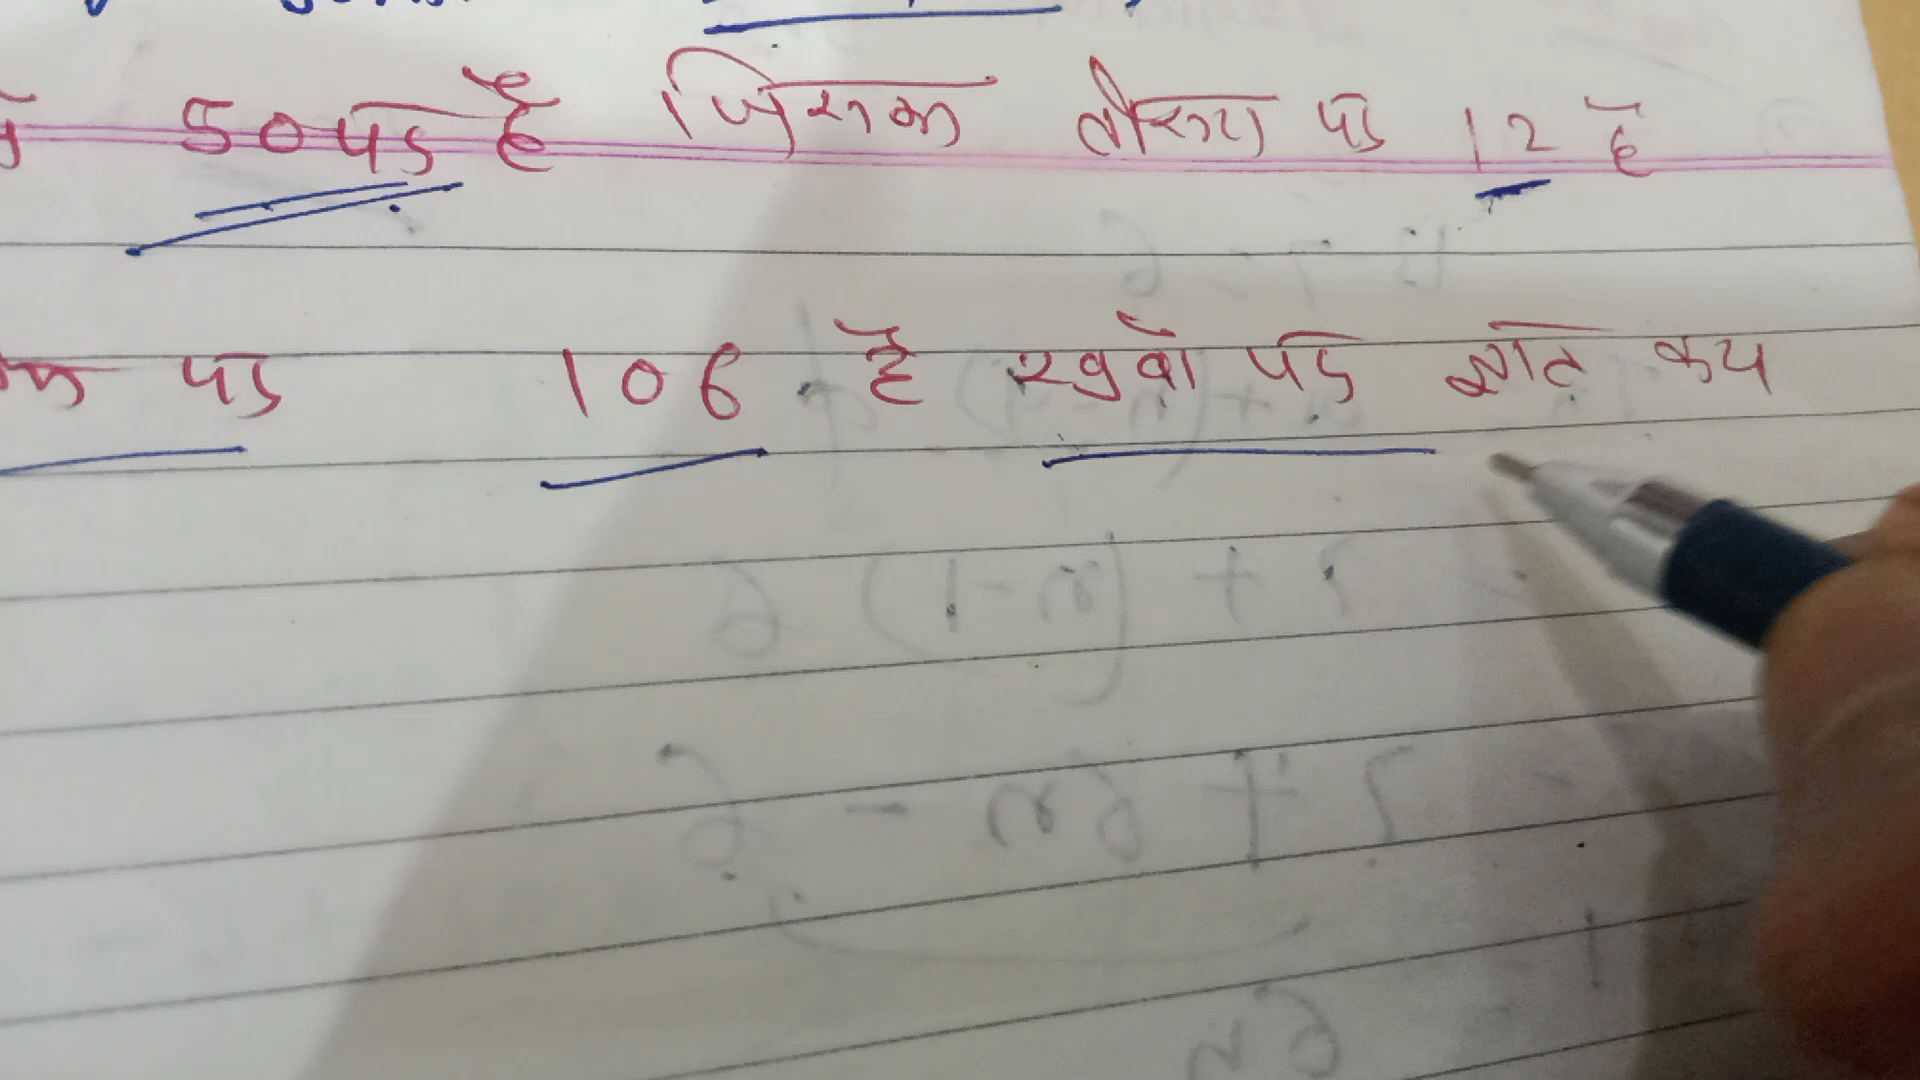 50 पद है जिसका तीसरा पद 12 है
पद 106 है 29वाँ पद ज्ञात करो